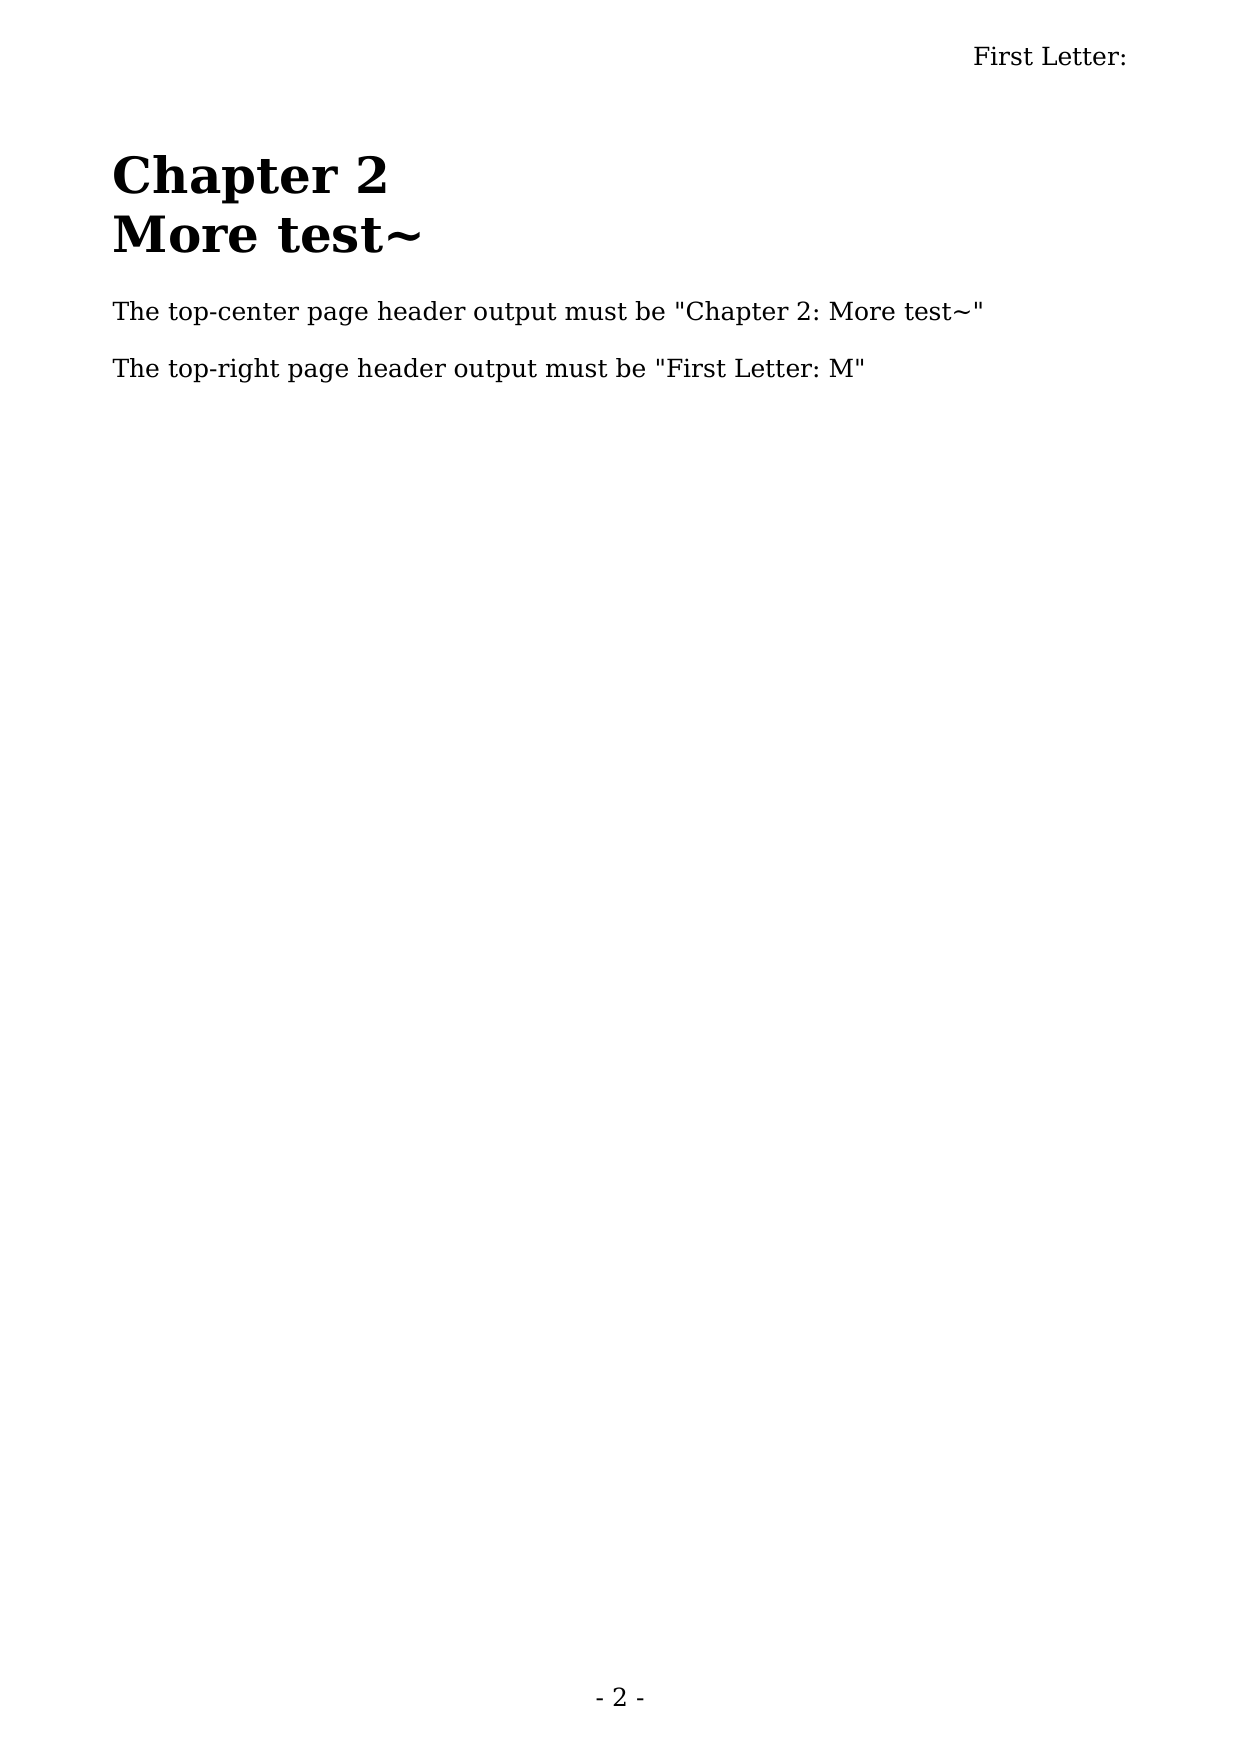 First Letter:
Chapter 2
More test~
The top-center page header output must be "Chapter 2: More test~"
The top-right page header output must be "First Letter: M"
- 2 -